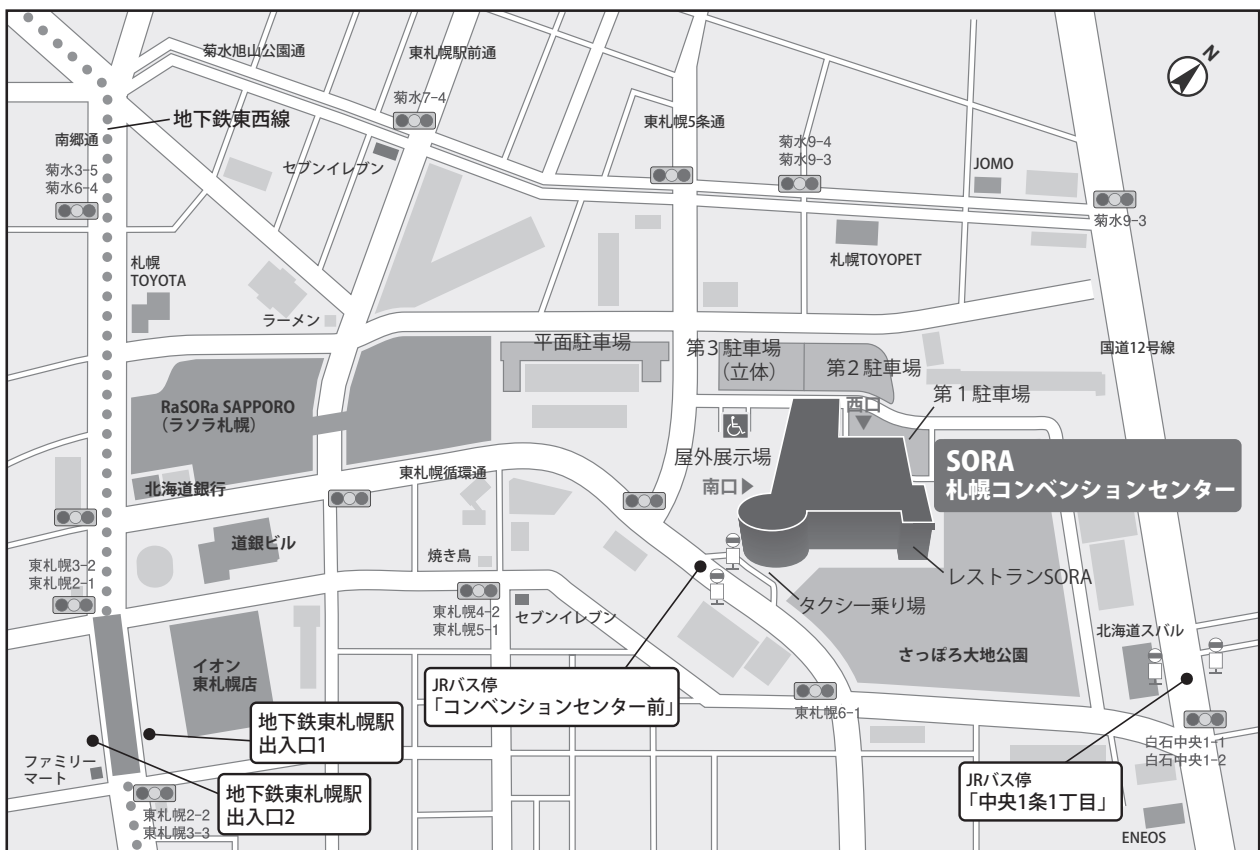 菊水旭山公園通
東札幌駅前通
N
菊水7-4
地下鉄東西線
東札幌5条通
南郷通
菊水9-4
菊水9-3
セブンイレブン
JOMO
菊水3-5
菊水6-4
菊水9-3
札幌
TOYOTA
札幌TOYOPET
ラーメン
平面駐車場
第3駐車場
（立体）
国道12号線
第2駐車場
第1駐車場
RaSORa SAPPORO
（ラソラ札幌）
西口
屋外展示場
SORA
札幌コンベンションセンター
東札幌循環通
南口
北海道銀行
道銀ビル
焼き鳥
東札幌3-2
東札幌2-1
レストランSORA
タクシー乗り場
東札幌4-2
東札幌5-1
セブンイレブン
北海道スバル
さっぽろ大地公園
イオン
東札幌店
JRバス停
「コンベンションセンター前」
東札幌6-1
地下鉄東札幌駅
出入口1
白石中央1-1
白石中央1-2
ファミリー
マート
JRバス停
「中央1条1丁目」
地下鉄東札幌駅
出入口2
東札幌2-2
東札幌3-3
ENEOS